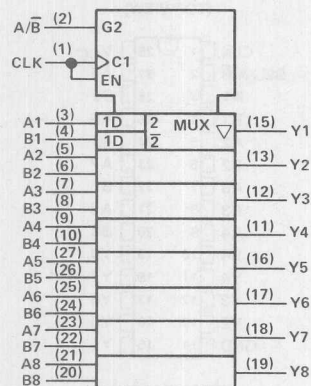 A/B (2) G2
CLK (1) C1
EN
A1 (3) 1D 2 MUX (15) Y1
B1 (4) 1D 2
A2 (5) (13) Y2
B2 (6)
A3 (7) (12) Y3
B3 (8)
A4 (9) (11) Y4
B4 (10)
A5 (27) (16) Y5
B5 (26)
A6 (25) (17) Y6
B6 (24)
A7 (23) (18) Y7
B7 (22)
A8 (21) (19) Y8
B8 (20)